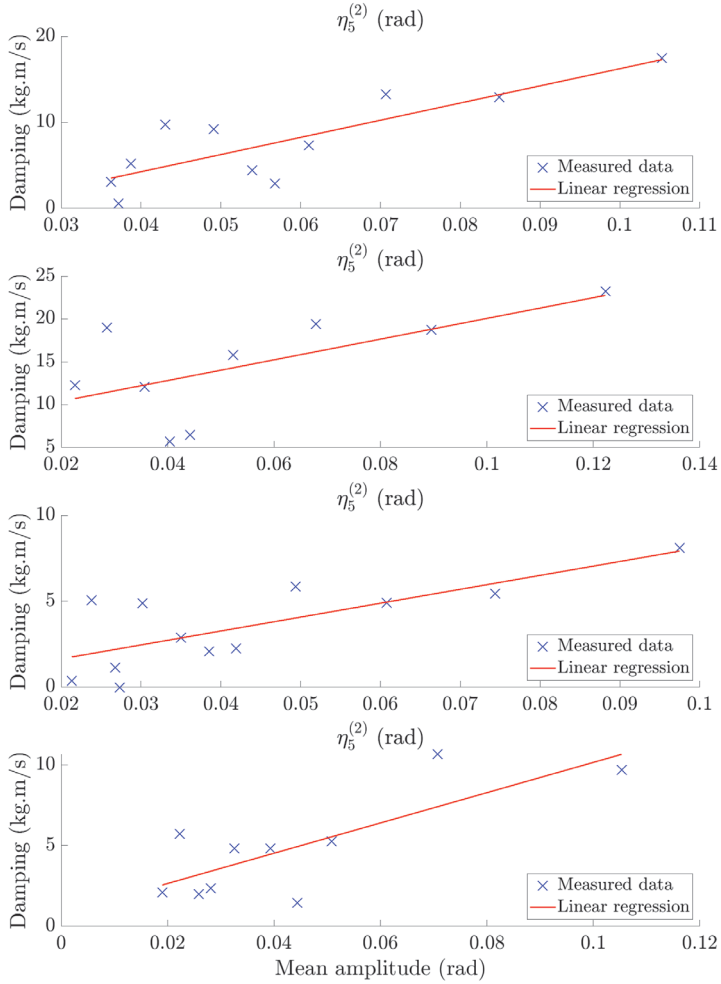 η₅⁽²⁾ (rad)
Damping (kg.m/s)
20
10
0
0.03 0.04 0.05 0.06 0.07 0.08 0.09 0.1 0.11
Measured data
Linear regression
η₅⁽²⁾ (rad)
Damping (kg.m/s)
25
20
15
10
5
0.02 0.04 0.06 0.08 0.1 0.12 0.14
Measured data
Linear regression
η₅⁽²⁾ (rad)
Damping (kg.m/s)
10
5
0
0.02 0.03 0.04 0.05 0.06 0.07 0.08 0.09 0.1
Measured data
Linear regression
η₅⁽²⁾ (rad)
Damping (kg.m/s)
10
5
0
0 0.02 0.04 0.06 0.08 0.1 0.12
Measured data
Linear regression
Mean amplitude (rad)